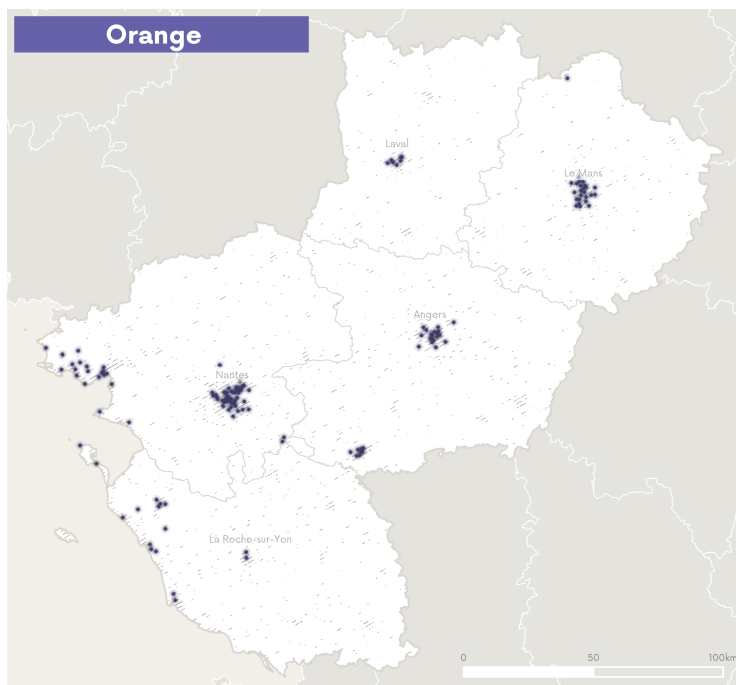 Orange
Laval
Le Mans
Angers
Nantes
La Roche-sur-Yon
0 50 100km